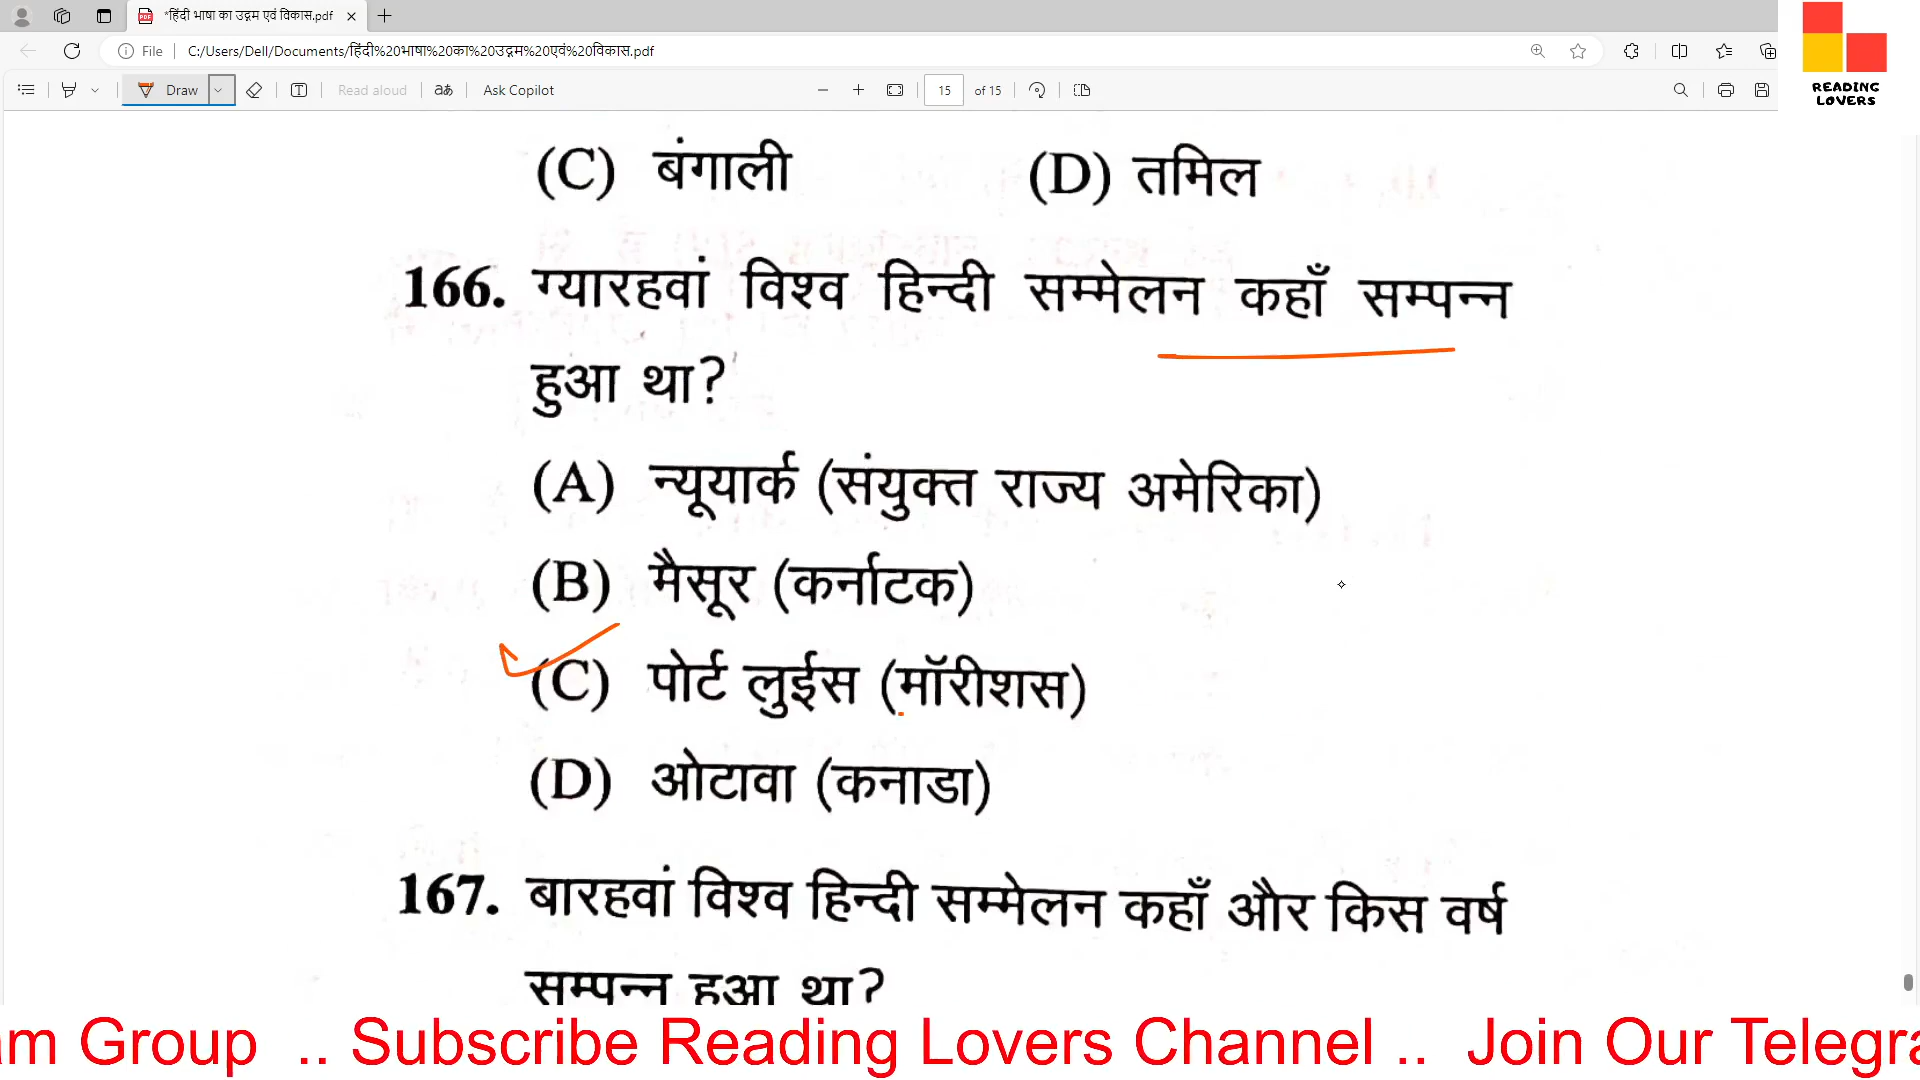 *हिंदी भाषा का उद्गम एवं विकास.pdf
File C:/Users/Dell/Documents/हिंदी%20भाषा%20का%20उद्गम%20एवं%20विकास.pdf
Draw Read aloud aあ Ask Copilot 15 of 15
READING
LOVERS
(C) बंगाली (D) तमिल
166. ग्यारहवां विश्व हिन्दी सम्मेलन कहाँ सम्पन्न
हुआ था?
(A) न्यूयार्क (संयुक्त राज्य अमेरिका)
(B) मैसूर (कर्नाटक)
(C) पोर्ट लुईस (मॉरीशस)
(D) ओटावा (कनाडा)
167. बारहवां विश्व हिन्दी सम्मेलन कहाँ और किस वर्ष
सम्पन्न हुआ था?
am Group .. Subscribe Reading Lovers Channel .. Join Our Telegra